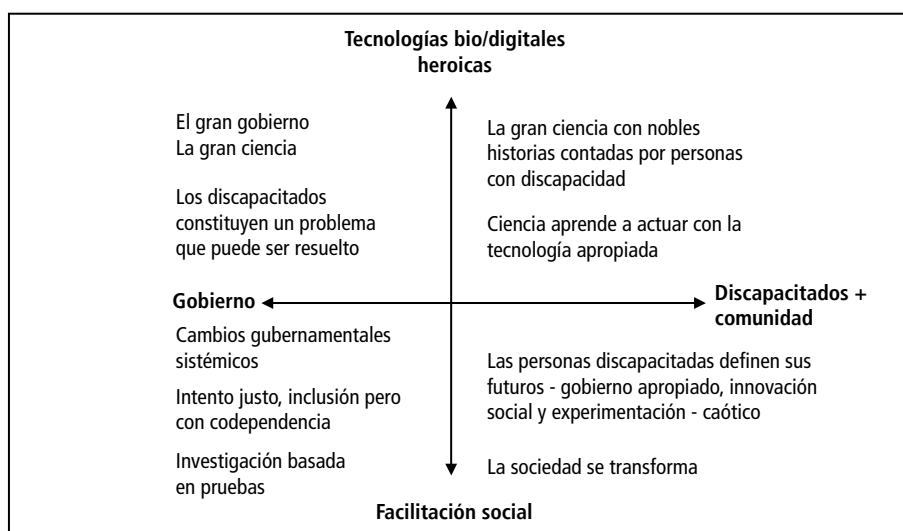 Tecnologías bio/digitales
heroicas
El gran gobierno
La gran ciencia
Los discapacitados
constituyen un problema
que puede ser resuelto
La gran ciencia con nobles
historias contadas por personas
con discapacidad
Ciencia aprende a actuar con la
tecnología apropiada
Gobierno
Discapacitados +
comunidad
Cambios gubernamentales
sistémicos
Intento justo, inclusión pero
con codependencia
Investigación basada
en pruebas
Las personas discapacitadas definen sus
futuros - gobierno apropiado, innovación
social y experimentación - caótico
La sociedad se transforma
Facilitación social